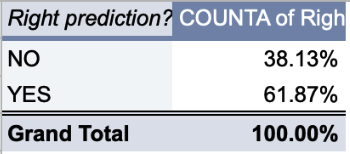 Right prediction? COUNTA of Righ
NO 38.13%
YES 61.87%
Grand Total 100.00%